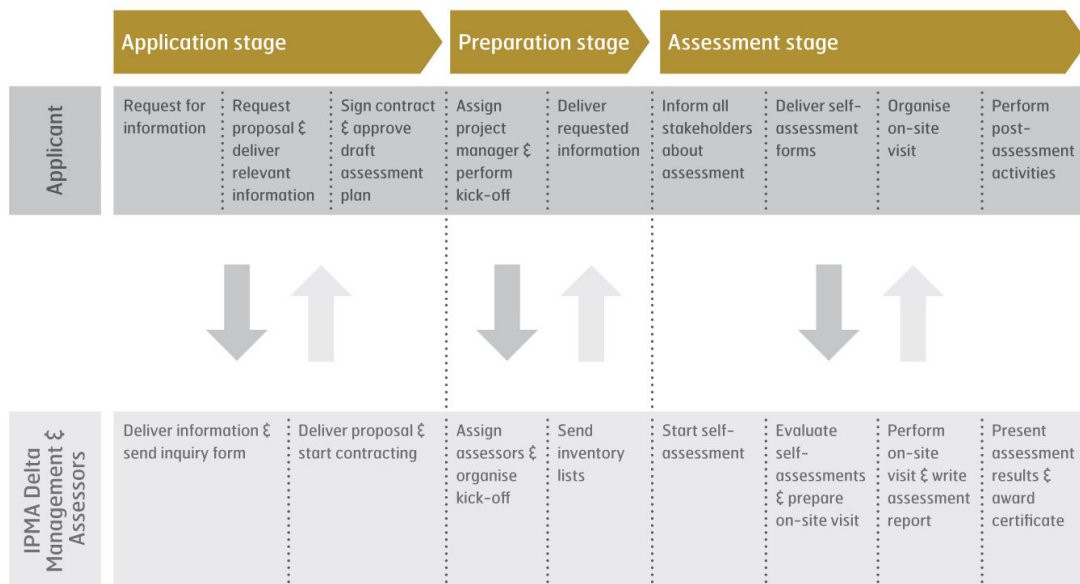 Application stage
Preparation stage
Assessment stage
Applicant
Request for
information
Request
proposal &
deliver
relevant
information
Sign contract
& approve
draft
assessment
plan
Assign
project
manager &
perform
kick-off
Deliver
requested
information
Inform all
stakeholders
about
assessment
Deliver self-
assessment
forms
Organise
on-site
visit
Perform
post-
assessment
activities
IPMA Delta
Management &
Assessors
Deliver information &
send inquiry form
Deliver proposal &
start contracting
Assign
assessors &
organise
kick-off
Send
inventory
lists
Start self-
assessment
Evaluate
self-
assessments
& prepare
on-site visit
Perform
on-site
visit & write
assessment
report
Present
assessment
results &
award
certificate